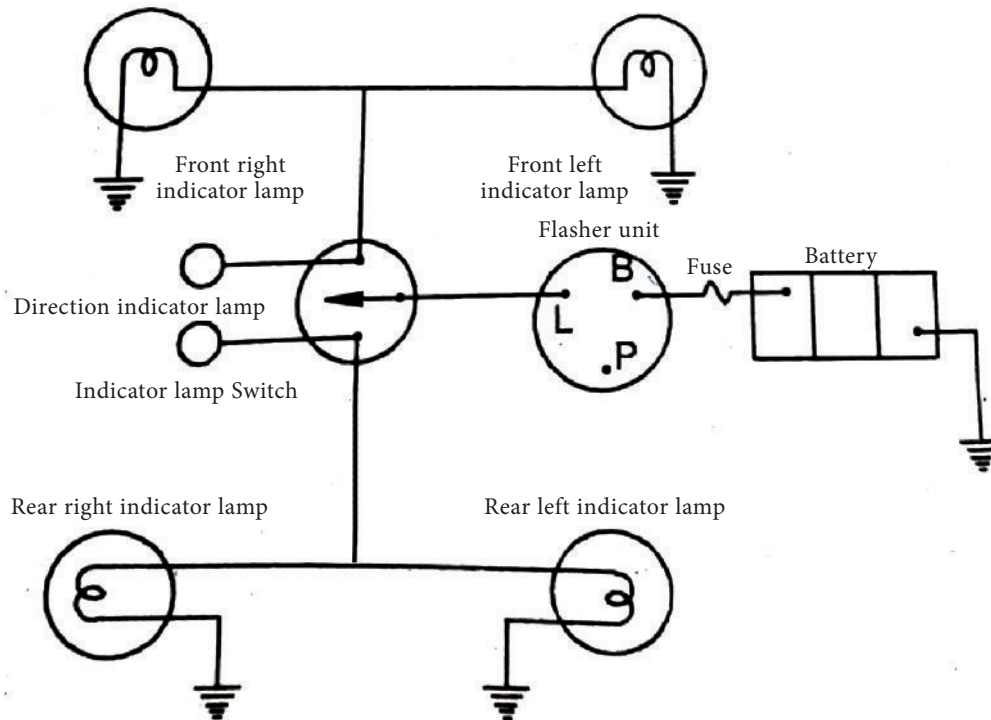 Front right
indicator lamp
Front left
indicator lamp
Flasher unit
Direction indicator lamp
Indicator lamp Switch
B
L
P
Fuse
Battery
Rear right indicator lamp
Rear left indicator lamp